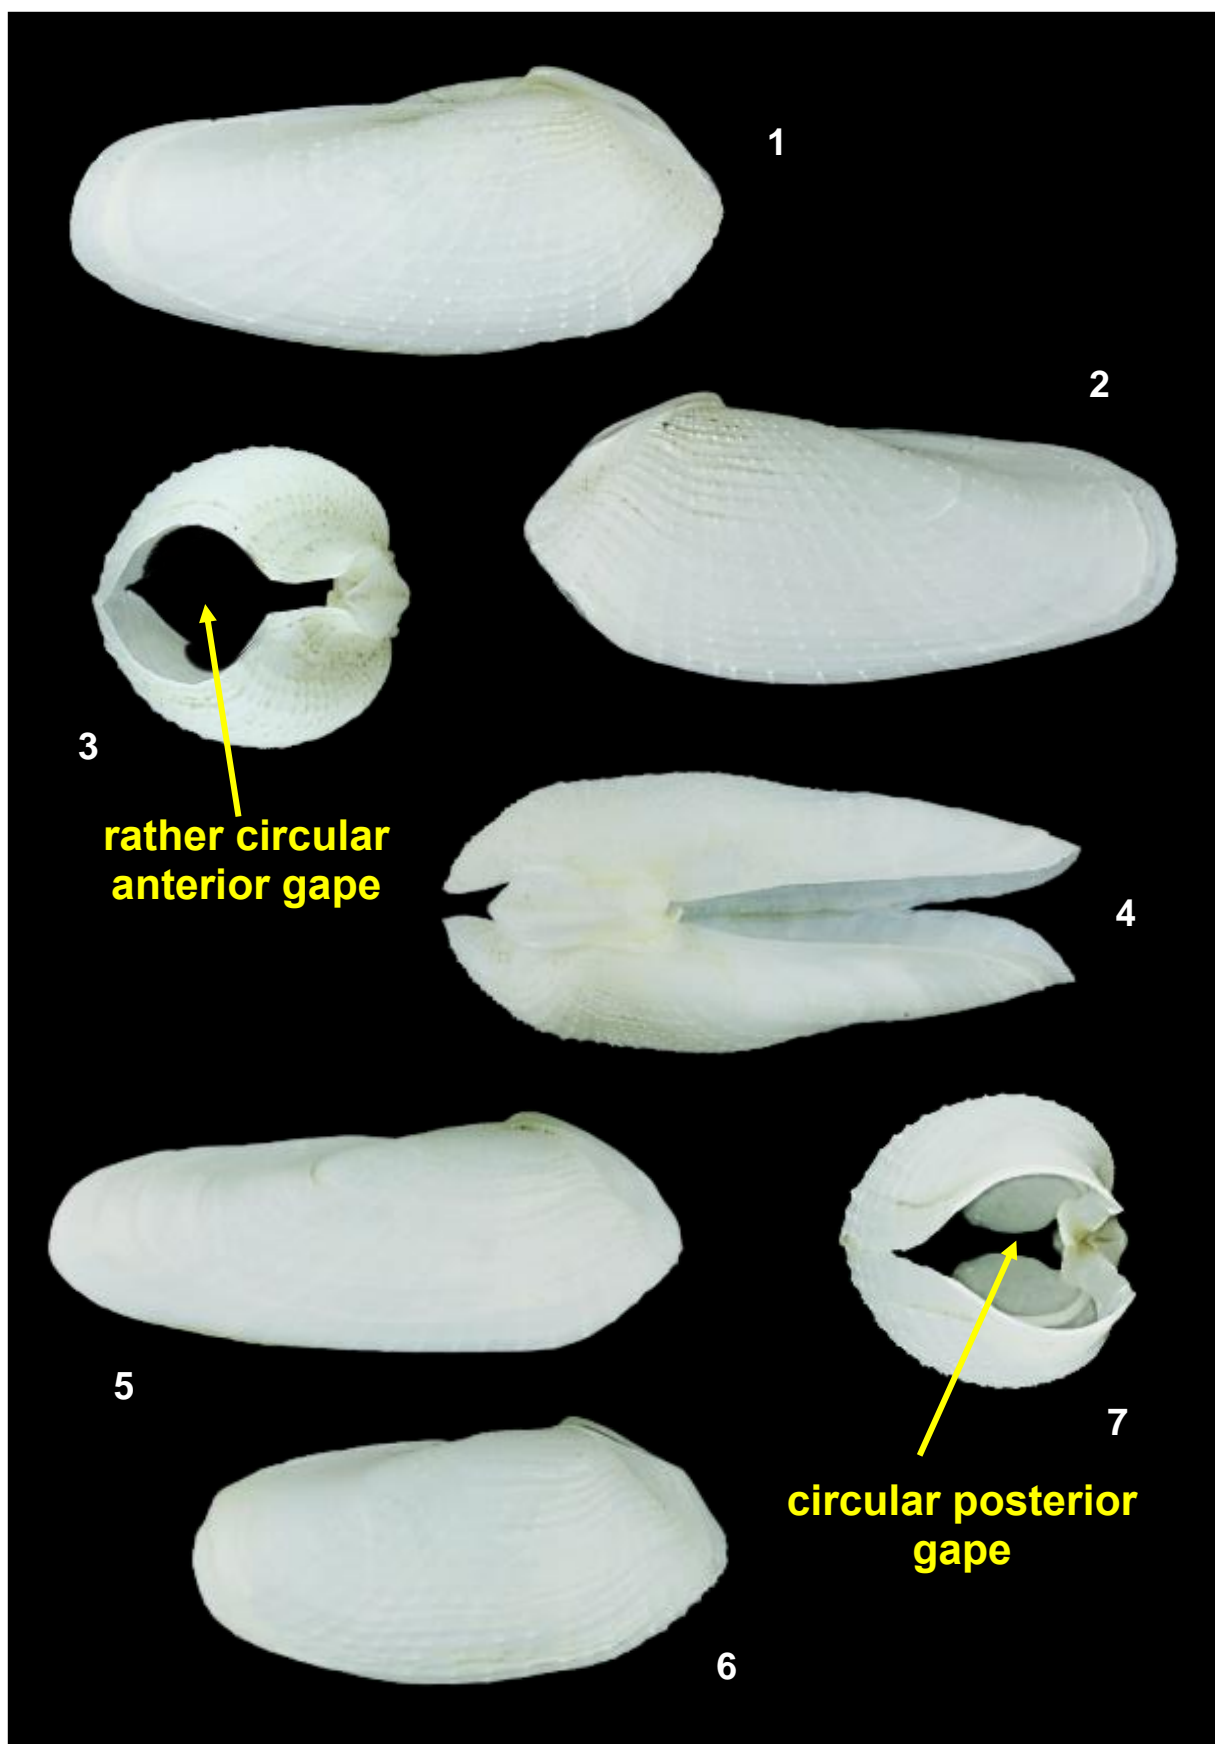 1
2
3
rather circular
anterior gape
4
5
7
circular posterior
gape
6